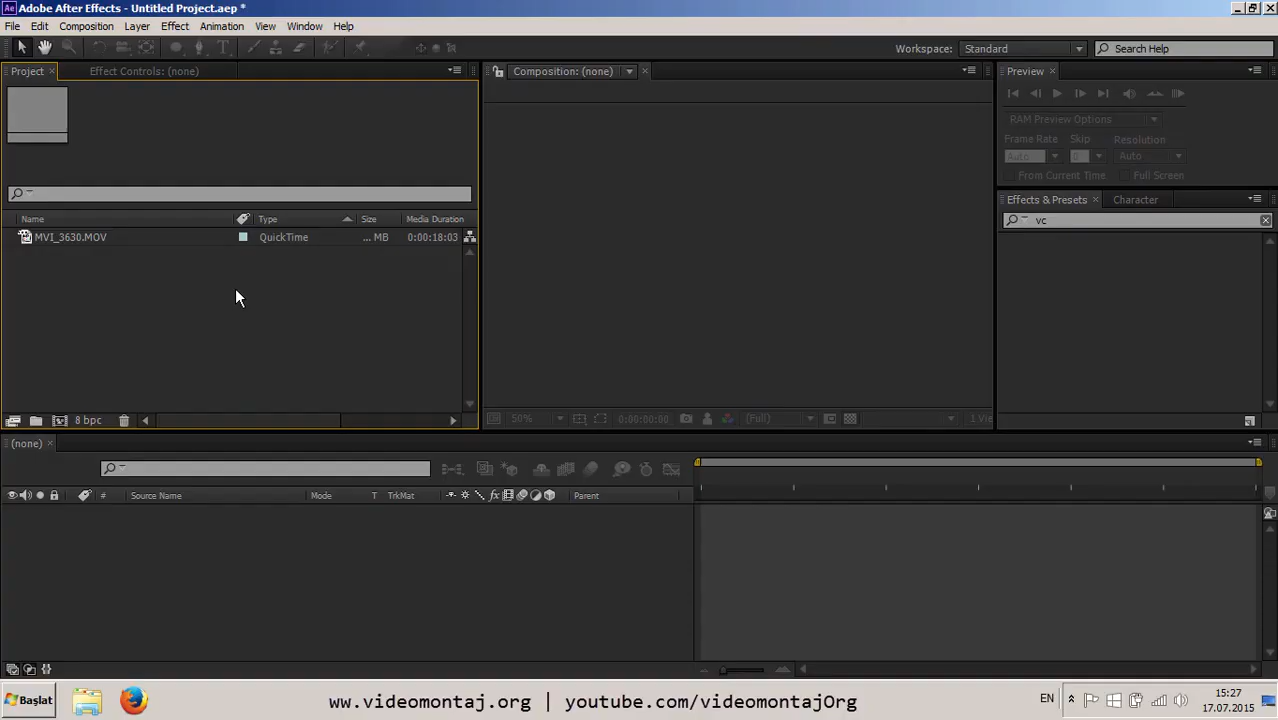 Adobe After Effects - Untitled Project.aep *
File Edit Composition Layer Effect Animation View Window Help
Workspace: Standard Search Help
Project Effect Controls: (none) Composition: (none) Preview
RAM Preview Options
Frame Rate Skip Resolution
Auto 0 Auto
From Current Time Full Screen
Effects & Presets Character
vc
Name Type Size Media Duration
MVI_3630.MOV QuickTime ... MB 0:00:18:03
8 bpc 50% 0:00:00:00 (Full) 1 Vie
(none)
# Source Name Mode T TrkMat fx Parent
Başlat ww.videomontaj.org | youtube.com/videomontajOrg EN 15:27
17.07.2015